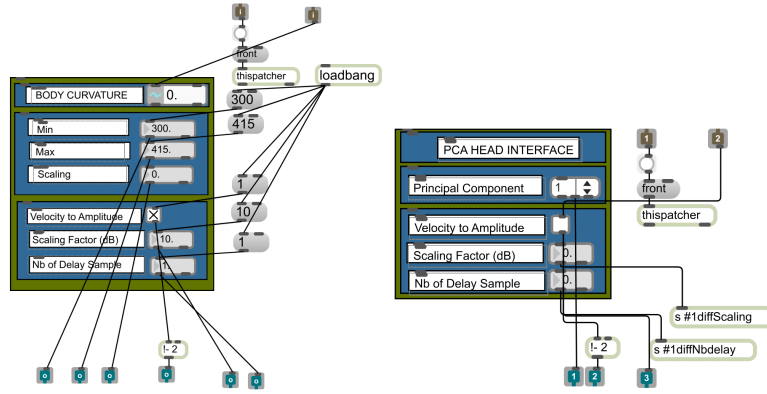 i
i
front
thispatcher
loadbang
BODY CURVATURE
0.
300
Min
300.
415
Max
415.
Scaling
0.
1
Velocity to Amplitude
10
Scaling Factor (dB)
10.
1
Nb of Delay Sample
1.
!- 2
o
o
o
o
o
o
PCA HEAD INTERFACE
1
2
Principal Component
1
front
thispatcher
Velocity to Amplitude
Scaling Factor (dB)
0.
Nb of Delay Sample
0.
s #1diffScaling
!- 2
s #1diffNbdelay
1
2
3